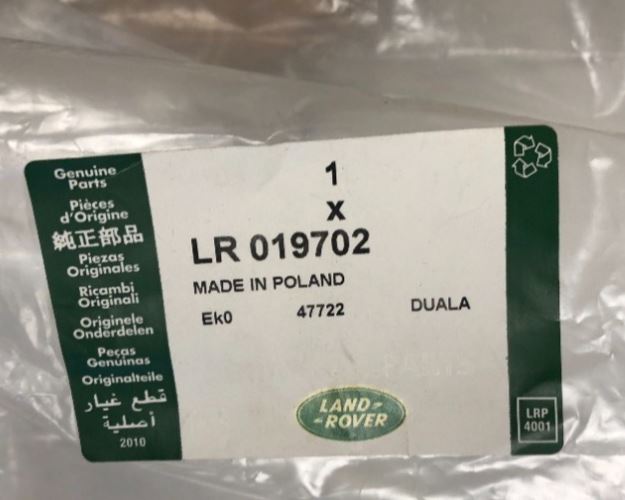 Genuine
Parts
Pièces
d'Origine
純正部品
Piezas
Originales
Ricambi
Originali
Originele
Onderdelen
Peças
Genuinas
Originalteile
قطع غيار
أصلية
2010
1
x
LR 019702
MADE IN POLAND
Ek0 47722 DUALA
LAND-
-ROVER
LRP
4001